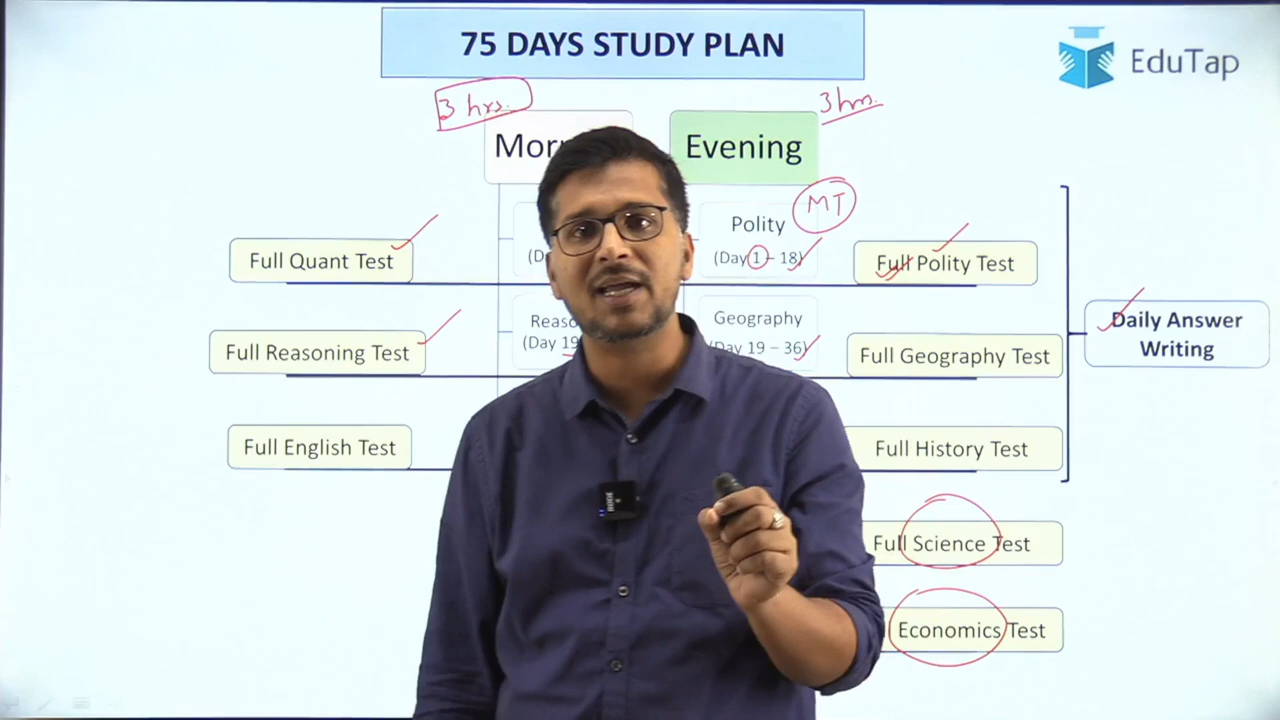 75 DAYS STUDY PLAN
EduTap
3 hrs.
3 hrs.
Evening
MT
Polity
(Day 1 – 18)
Full Quant Test
Full Polity Test
Geography
Day 19 – 36)
(Day 19
Full Reasoning Test
Full Geography Test
Daily Answer
Writing
Full English Test
Full History Test
Full Science Test
Economics Test